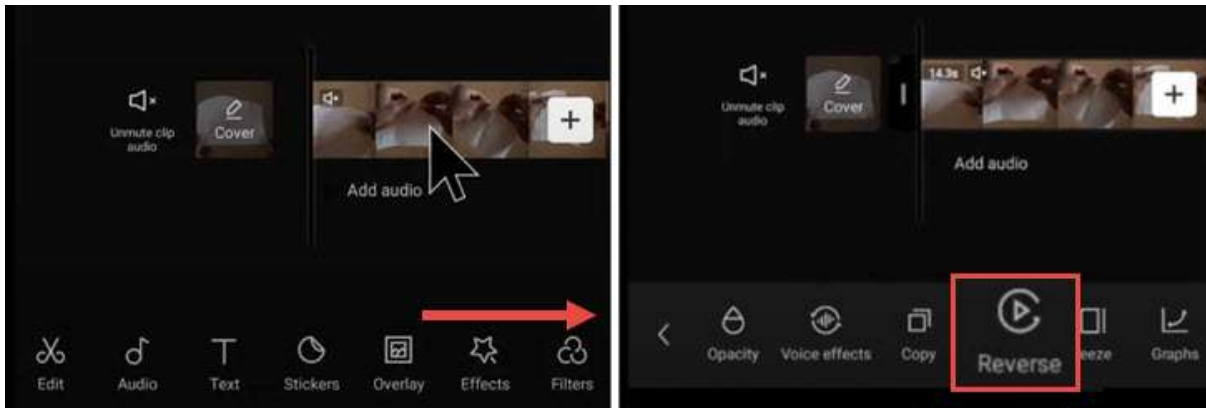 Unmute clip
audio
Cover
Add audio
Edit
Audio
Text
Stickers
Overlay
Effects
Filters
14.3s
Unmute clip
audio
Cover
Add audio
Opacity
Voice effects
Copy
Reverse
eeze
Graphs